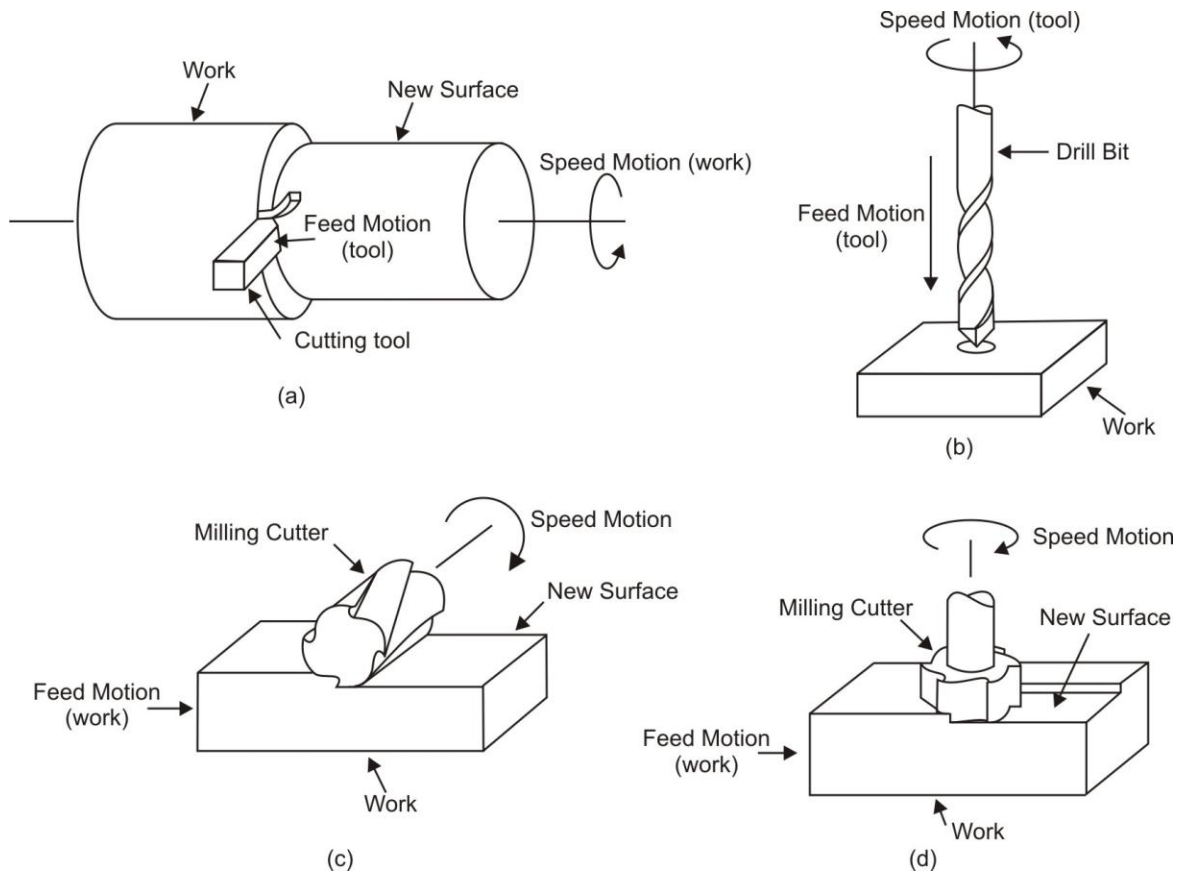 Work
New Surface
Speed Motion (work)
Feed Motion
(tool)
Cutting tool
(a)
Speed Motion (tool)
Drill Bit
Feed Motion
(tool)
Work
(b)
Milling Cutter
Speed Motion
New Surface
Feed Motion
(work)
Work
(c)
Speed Motion
Milling Cutter
New Surface
Feed Motion
(work)
Work
(d)